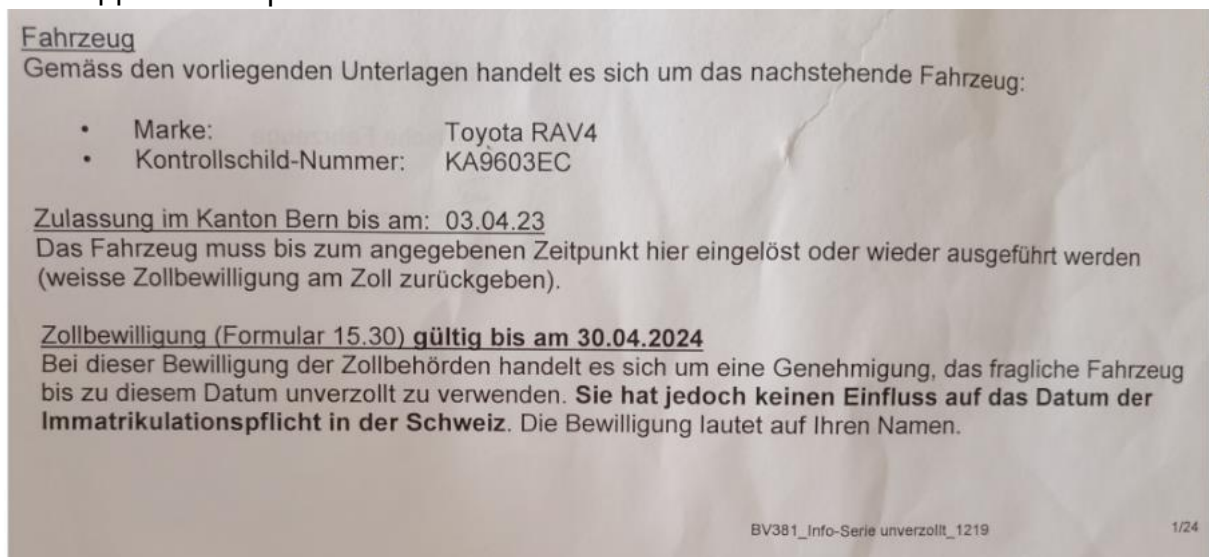 Fahrzeug
Gemäss den vorliegenden Unterlagen handelt es sich um das nachstehende Fahrzeug:
• Marke: Toyota RAV4
• Kontrollschild-Nummer: KA9603EC
Zulassung im Kanton Bern bis am: 03.04.23
Das Fahrzeug muss bis zum angegebenen Zeitpunkt hier eingelöst oder wieder ausgeführt werden
(weisse Zollbewilligung am Zoll zurückgeben).
Zollbewilligung (Formular 15.30) gültig bis am 30.04.2024
Bei dieser Bewilligung der Zollbehörden handelt es sich um eine Genehmigung, das fragliche Fahrzeug
bis zu diesem Datum unverzollt zu verwenden. Sie hat jedoch keinen Einfluss auf das Datum der
Immatrikulationspflicht in der Schweiz. Die Bewilligung lautet auf Ihren Namen.
BV381_Info-Serie unverzollt_1219 1/24